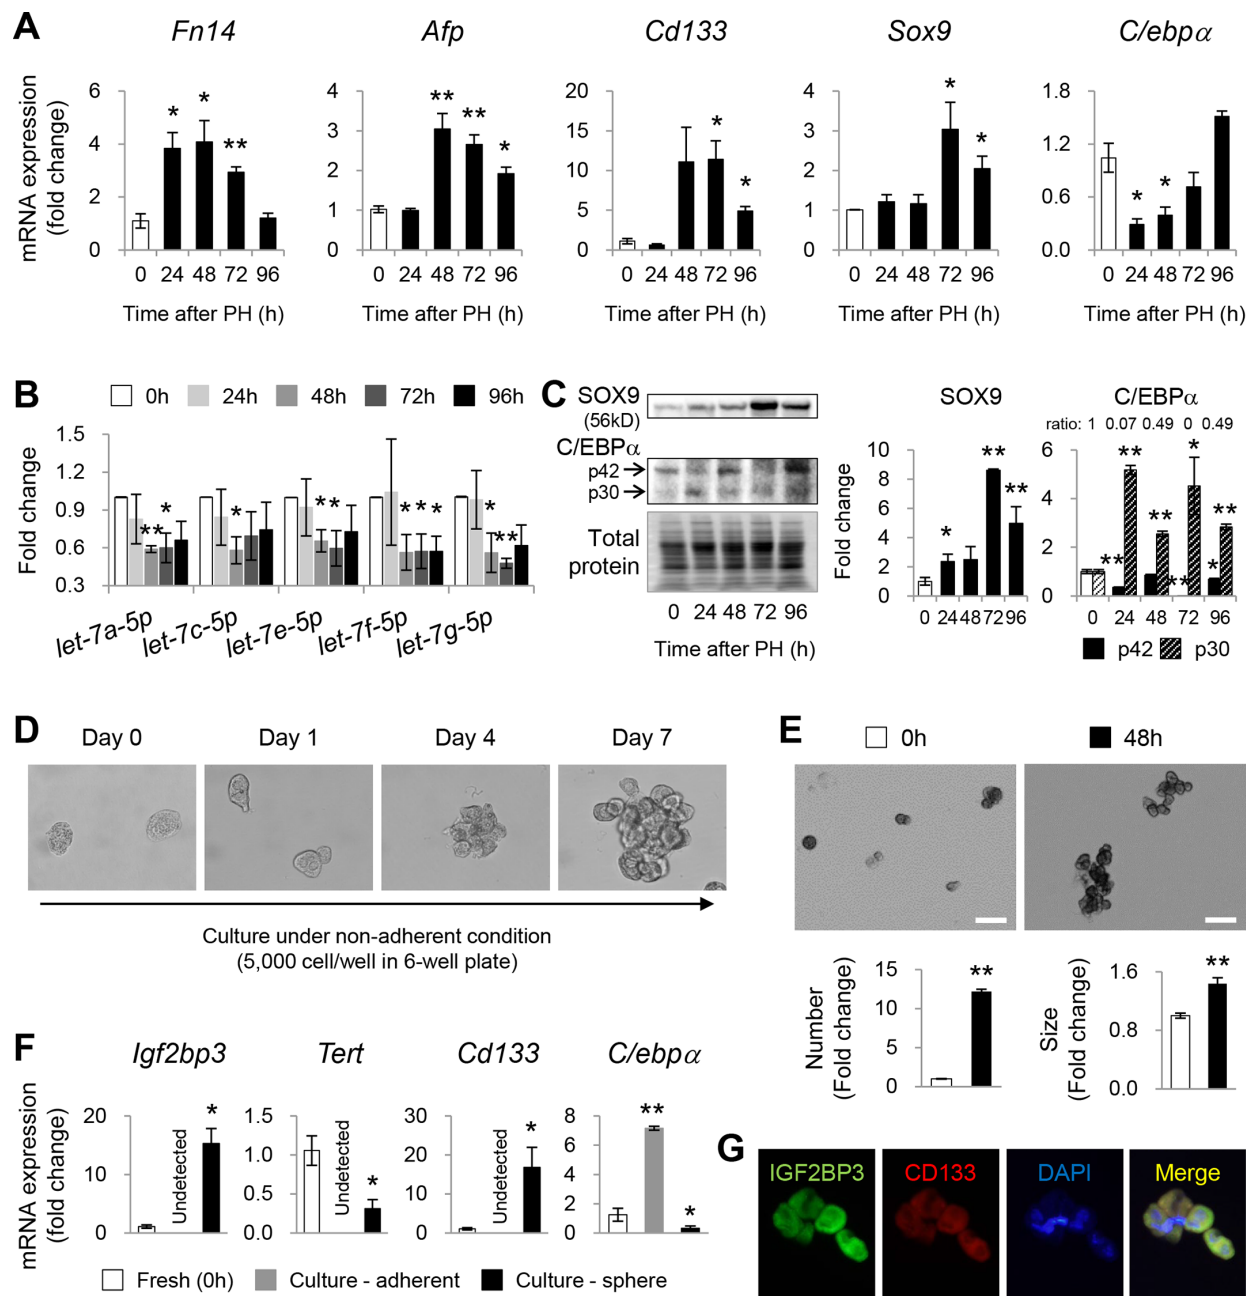 A
Fn14
Afp
Cd133
Sox9
C/ebpα
mRNA expression
(fold change)
6
4
2
0
0 24 48 72 96
Time after PH (h)
* * **
4
3
2
1
0
0 24 48 72 96
Time after PH (h)
** ** *
20
15
10
5
0
0 24 48 72 96
Time after PH (h)
* *
4
3
2
1
0
0 24 48 72 96
Time after PH (h)
* *
1.8
1.2
0.6
0.0
0 24 48 72 96
Time after PH (h)
* *
B
0h 24h 48h 72h 96h
Fold change
1.5
1.2
0.9
0.6
0.3
** * * * * * * * * **
let-7a-5p
let-7c-5p
let-7e-5p
let-7f-5p
let-7g-5p
C
SOX9
(56kD)
C/EBPα
p42
p30
Total
protein
0 24 48 72 96
Time after PH (h)
SOX9
Fold change
10
8
6
4
2
0
* ** **
0 24 48 72 96
C/EBPα
ratio: 1 0.07 0.49 0 0.49
6
4
2
0
** ** ** ** * * **
0 24 48 72 96
p42 p30
D
Day 0
Day 1
Day 4
Day 7
Culture under non-adherent condition
(5,000 cell/well in 6-well plate)
E
0h
48h
Number
(Fold change)
15
10
5
0
**
Size
(Fold change)
1.6
0.8
0.0
**
F
Igf2bp3
Tert
Cd133
C/ebpα
mRNA expression
(fold change)
20
10
0
Undetected
*
1.5
1.0
0.5
0.0
Undetected
*
30
20
10
0
Undetected
*
8
6
4
2
0
**
*
Fresh (0h) Culture - adherent Culture - sphere
G
IGF2BP3
CD133
DAPI
Merge